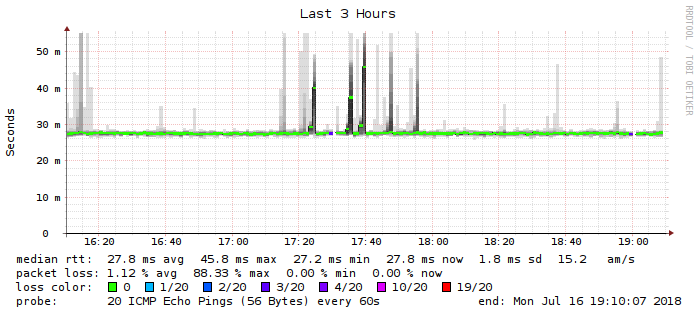 Last 3 Hours
RRDTOOL / TOBI OETIKER
Seconds
50 m
40 m
30 m
20 m
10 m
0
16:20 16:40 17:00 17:20 17:40 18:00 18:20 18:40 19:00
median rtt: 27.8 ms avg 45.8 ms max 27.2 ms min 27.8 ms now 1.8 ms sd 15.2 am/s
packet loss: 1.12 % avg 88.33 % max 0.00 % min 0.00 % now
loss color: 0 1/20 2/20 3/20 4/20 10/20 19/20
probe: 20 ICMP Echo Pings (56 Bytes) every 60s end: Mon Jul 16 19:10:07 2018